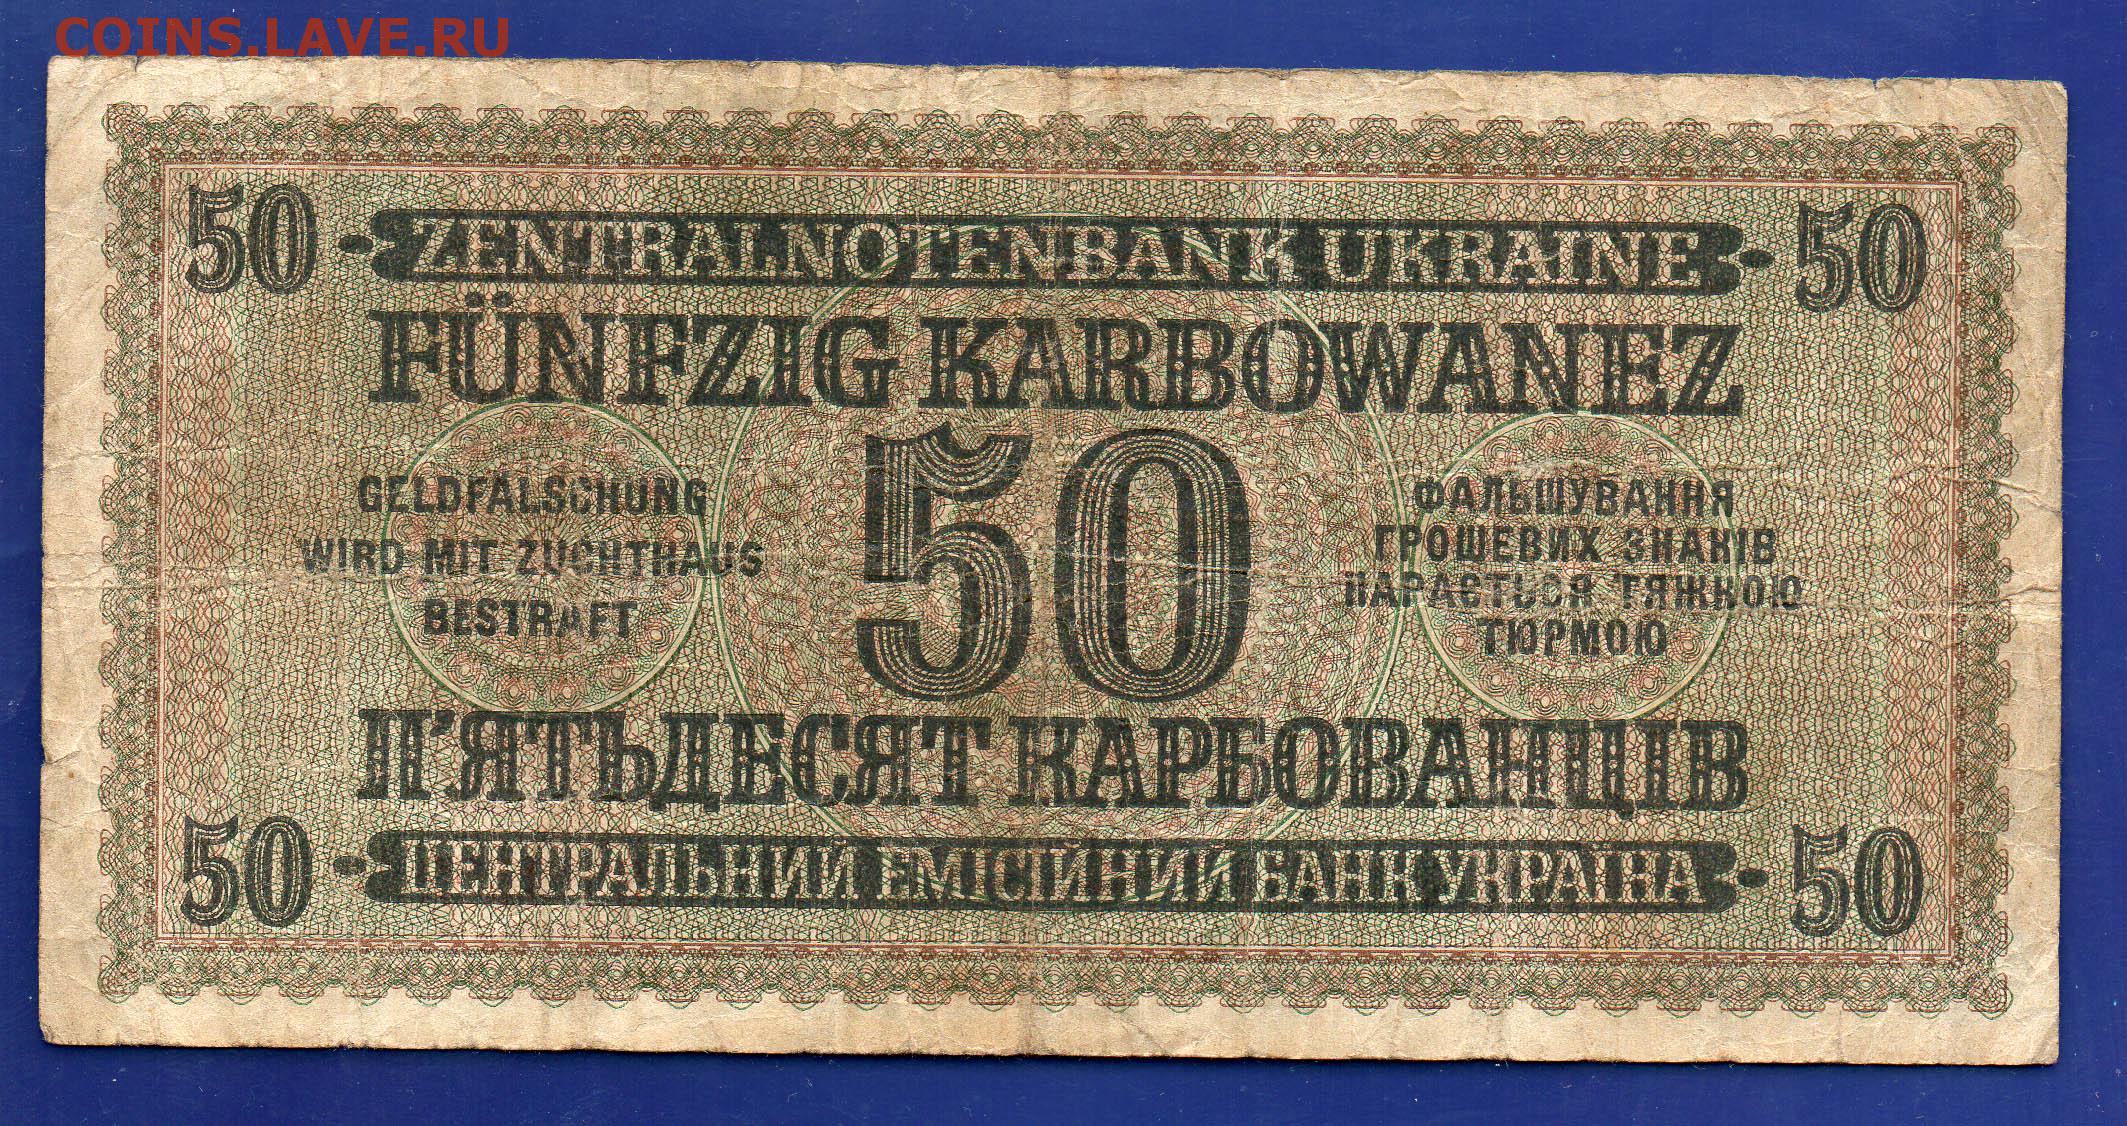 COINS.LAVE.RU
50 ZENTRALNOTENBANK UKRAINE 50
FÜNFZIG KARBOWANEZ
GELDFÄLSCHUNG
WIRD MIT ZUCHTHAUS
BESTRAFT
50
ФАЛЬШУВАННЯ
ГРОШЕВИХ ЗНАКІВ
КАРАЄТЬСЯ ТЯЖКОЮ
ТЮРМОЮ
П'ЯТЬДЕСЯТ КАРБОВАНЦІВ
50 ЦЕНТРАЛЬНИЙ ЕМІСІЙНИЙ БАНК УКРАЇНА 50